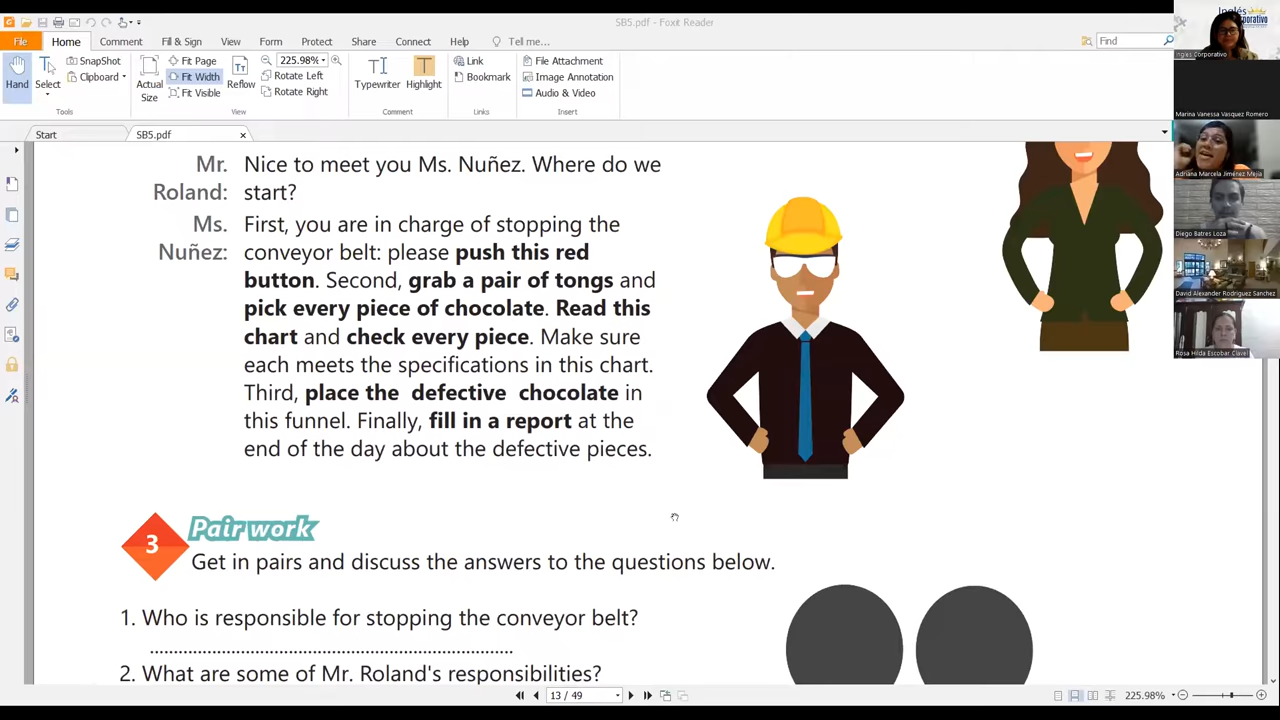 SB5.pdf - Foxit Reader
File Home Comment Fill & Sign View Form Protect Share Connect Help Tell me... Find
Hand Select SnapShot Clipboard Actual Size Fit Page Fit Width Fit Visible Reflow 225.98% Rotate Left Rotate Right Typewriter Highlight Link Bookmark File Attachment Image Annotation Audio & Video
Tools View Comment Links Insert
Start SB5.pdf
Mr. Roland: Nice to meet you Ms. Nuñez. Where do we
start?
Ms. Nuñez: First, you are in charge of stopping the
conveyor belt: please push this red
button. Second, grab a pair of tongs and
pick every piece of chocolate. Read this
chart and check every piece. Make sure
each meets the specifications in this chart.
Third, place the defective chocolate in
this funnel. Finally, fill in a report at the
end of the day about the defective pieces.
3 Pair work
Get in pairs and discuss the answers to the questions below.
1. Who is responsible for stopping the conveyor belt?
2. What are some of Mr. Roland's responsibilities?
13 / 49
225.98%
Inglés Corporativo
Marina Vanessa Vasquez Romero
Adriana Marcela Jimenez Mejia
Diego Batres Loza
David Alexander Rodriguez Sanchez
Rosa Hilda Escobar Clavel